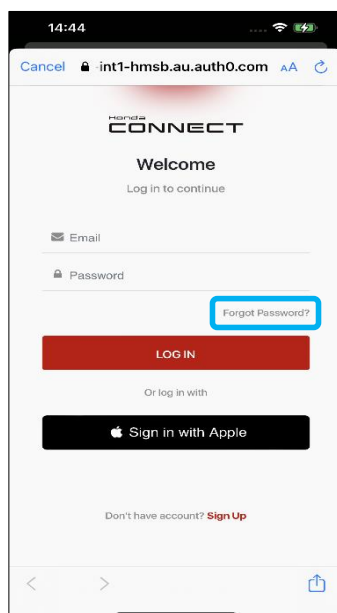 14:44
Cancel -int1-hmsb.au.auth0.com AA
Honda
CONNECT
Welcome
Log in to continue
Email
Password
Forgot Password?
LOG IN
Or log in with
Sign in with Apple
Don't have account? Sign Up